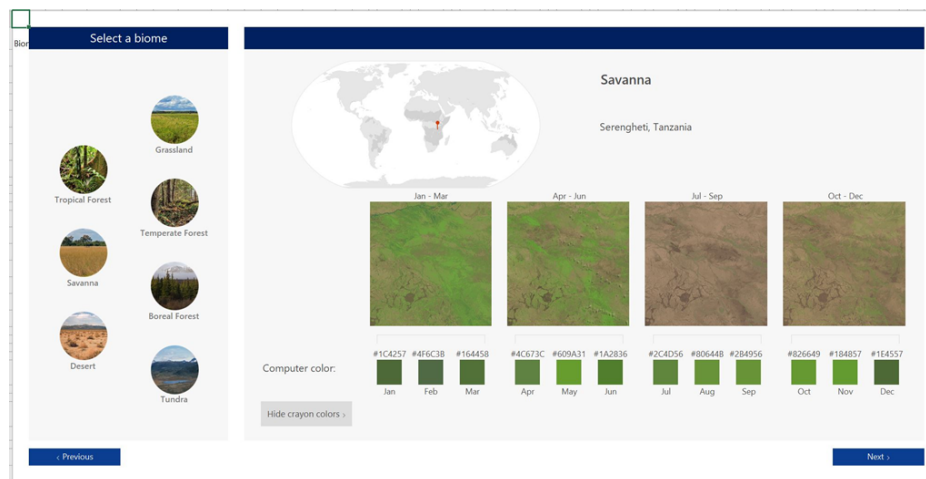 Select a biome
Bion
Grassland
Tropical Forest
Temperate Forest
Savanna
Boreal Forest
Desert
Tundra
Savanna
Serengheti, Tanzania
Jan - Mar
Apr - Jun
Jul - Sep
Oct - Dec
#1C4257 #4F6C3B #164458 #4C673C #609A31 #1A2836 #2C4D56 #80644B #2B4956 #826649 #184857 #1E4557
Computer color:
Jan Feb Mar Apr May Jun Jul Aug Sep Oct Nov Dec
Hide crayon colors ›
‹ Previous
Next ›